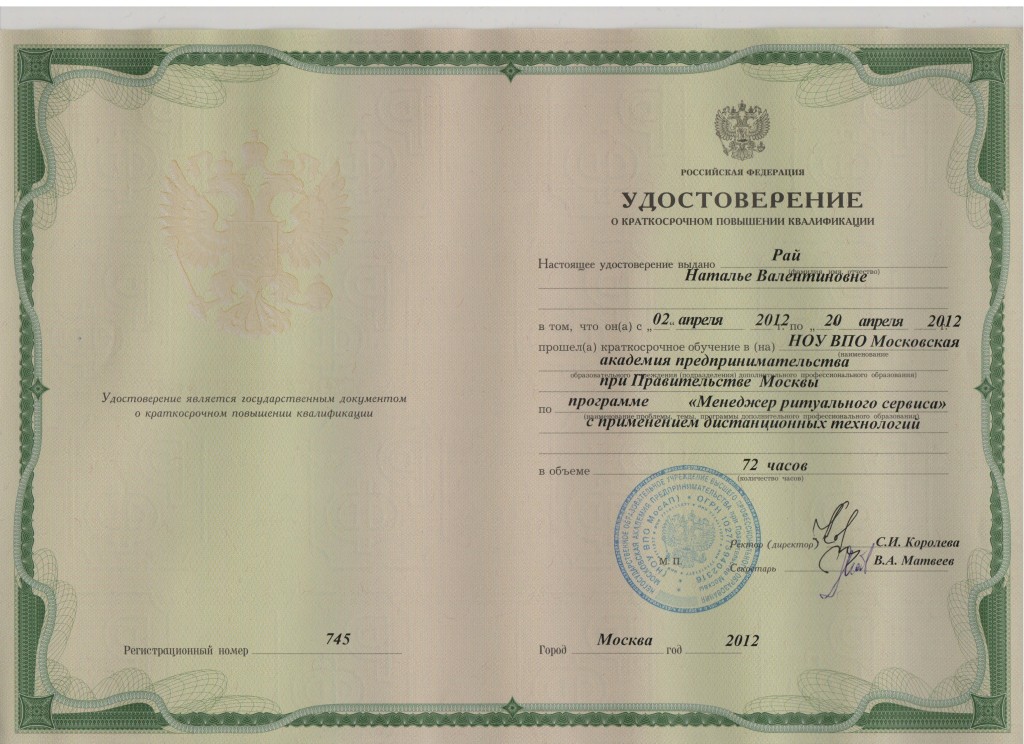 Удостоверение является государственным документом
о краткосрочном повышении квалификации
Регистрационный номер 745
РОССИЙСКАЯ ФЕДЕРАЦИЯ
УДОСТОВЕРЕНИЕ
О КРАТКОСРОЧНОМ ПОВЫШЕНИИ КВАЛИФИКАЦИИ
Настоящее удостоверение выдано Рай
(фамилия, имя, отчество)
Наталье Валентиновне
в том, что он(а) с „02“ апреля 2012 г. по „20 апреля 2012
прошел(а) краткосрочное обучение в (на) НОУ ВПО Московская
(наименование
академия предпринимательства
образовательного учреждения (подразделения) дополнительного профессионального образования)
при Правительстве Москвы
по программе «Менеджер ритуального сервиса»
(наименование проблемы, темы, программы дополнительного профессионального образования)
с применением дистанционных технологий
в объеме 72 часов
(количество часов)
М. П.
Ректор (директор) С.И. Королева
Секретарь В.А. Матвеев
Город Москва год 2012